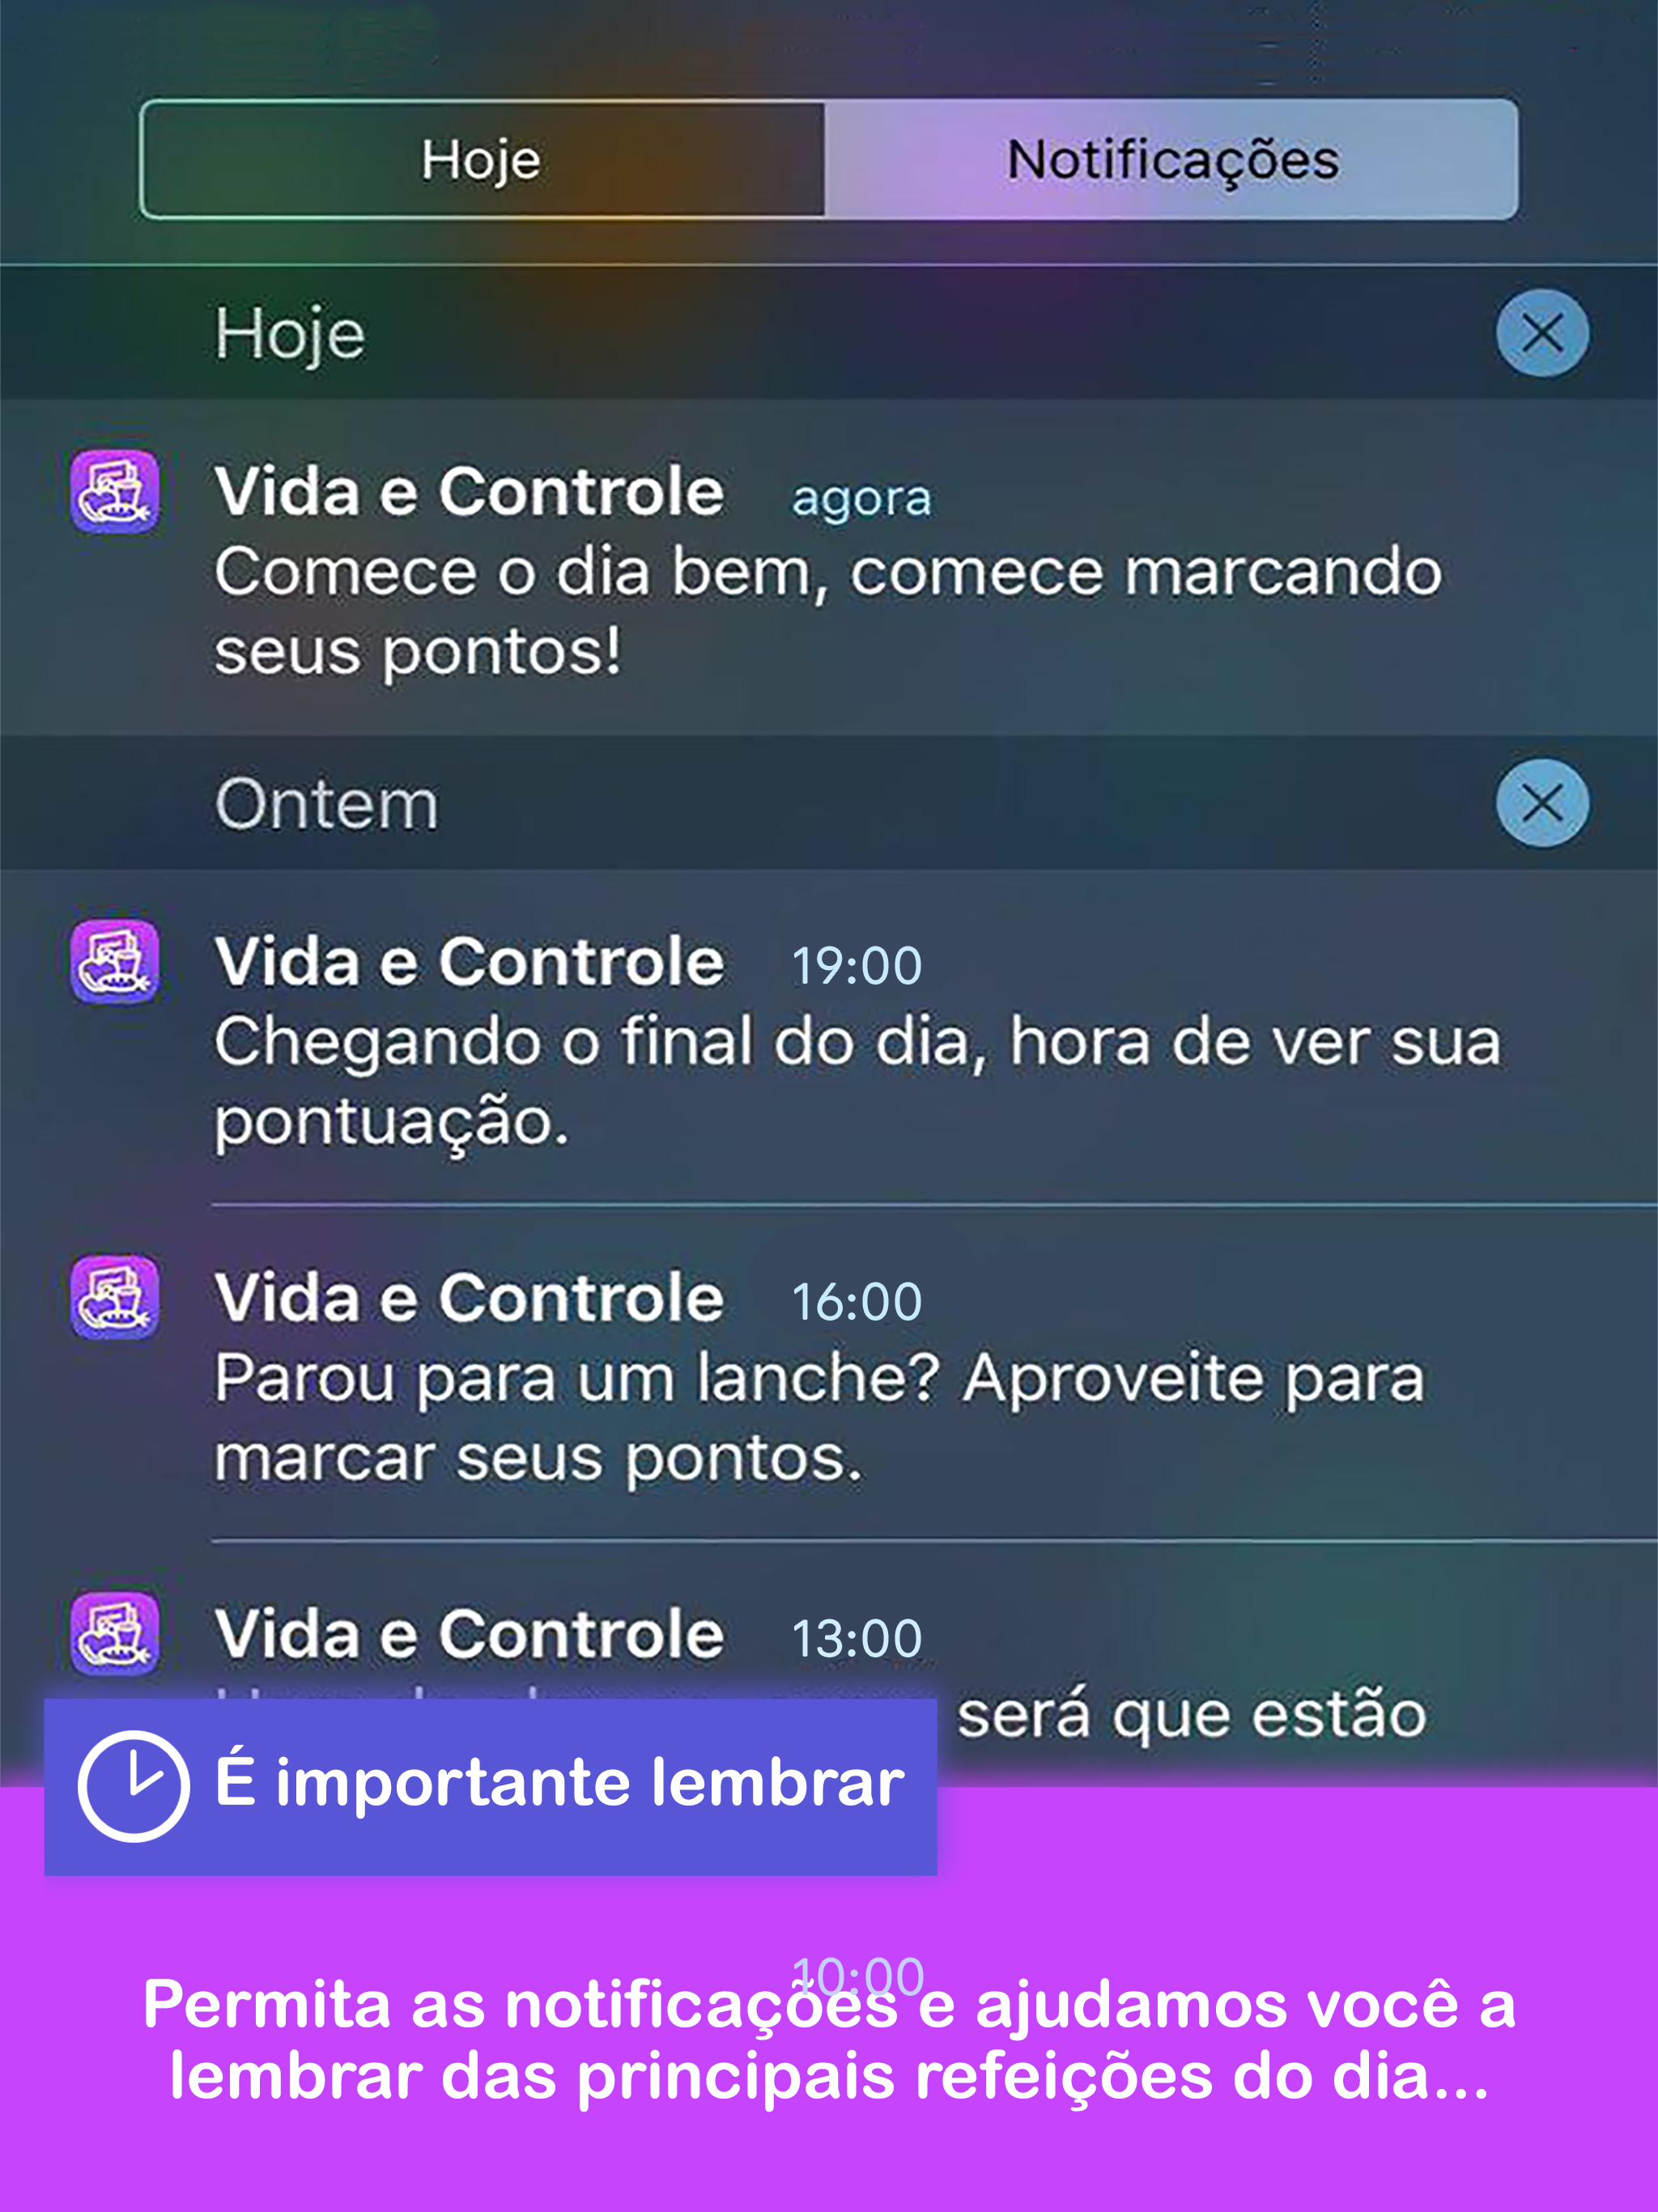 Hoje
Notificações
Hoje
Vida e Controle agora
Comece o dia bem, comece marcando
seus pontos!
Ontem
Vida e Controle 19:00
Chegando o final do dia, hora de ver sua
pontuação.
Vida e Controle 16:00
Parou para um lanche? Aproveite para
marcar seus pontos.
Vida e Controle 13:00
será que estão
É importante lembrar
10:00
Permita as notificações e ajudamos você a
lembrar das principais refeições do dia...